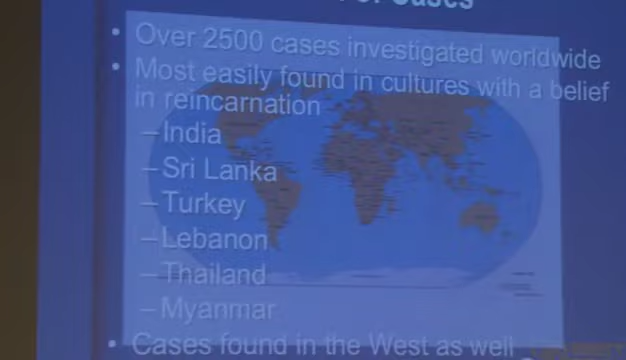 Cases
• Over 2500 cases investigated worldwide
• Most easily found in cultures with a belief
in reincarnation
– India
– Sri Lanka
– Turkey
– Lebanon
– Thailand
– Myanmar
• Cases found in the West as well